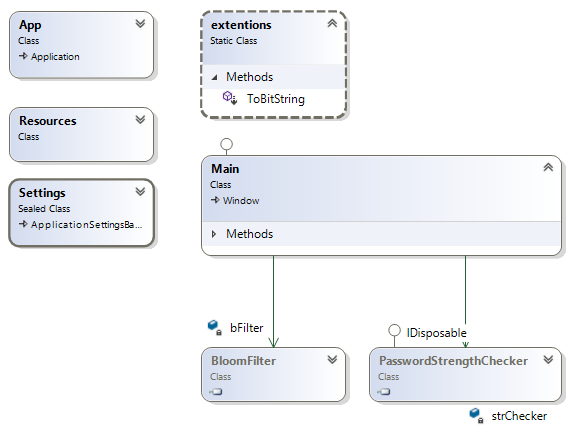 App
Class
Application
Resources
Class
Settings
Sealed Class
ApplicationSettingsBa...
extentions
Static Class
Methods
ToBitString
Main
Class
Window
Methods
bFilter
IDisposable
BloomFilter
Class
PasswordStrengthChecker
Class
strChecker